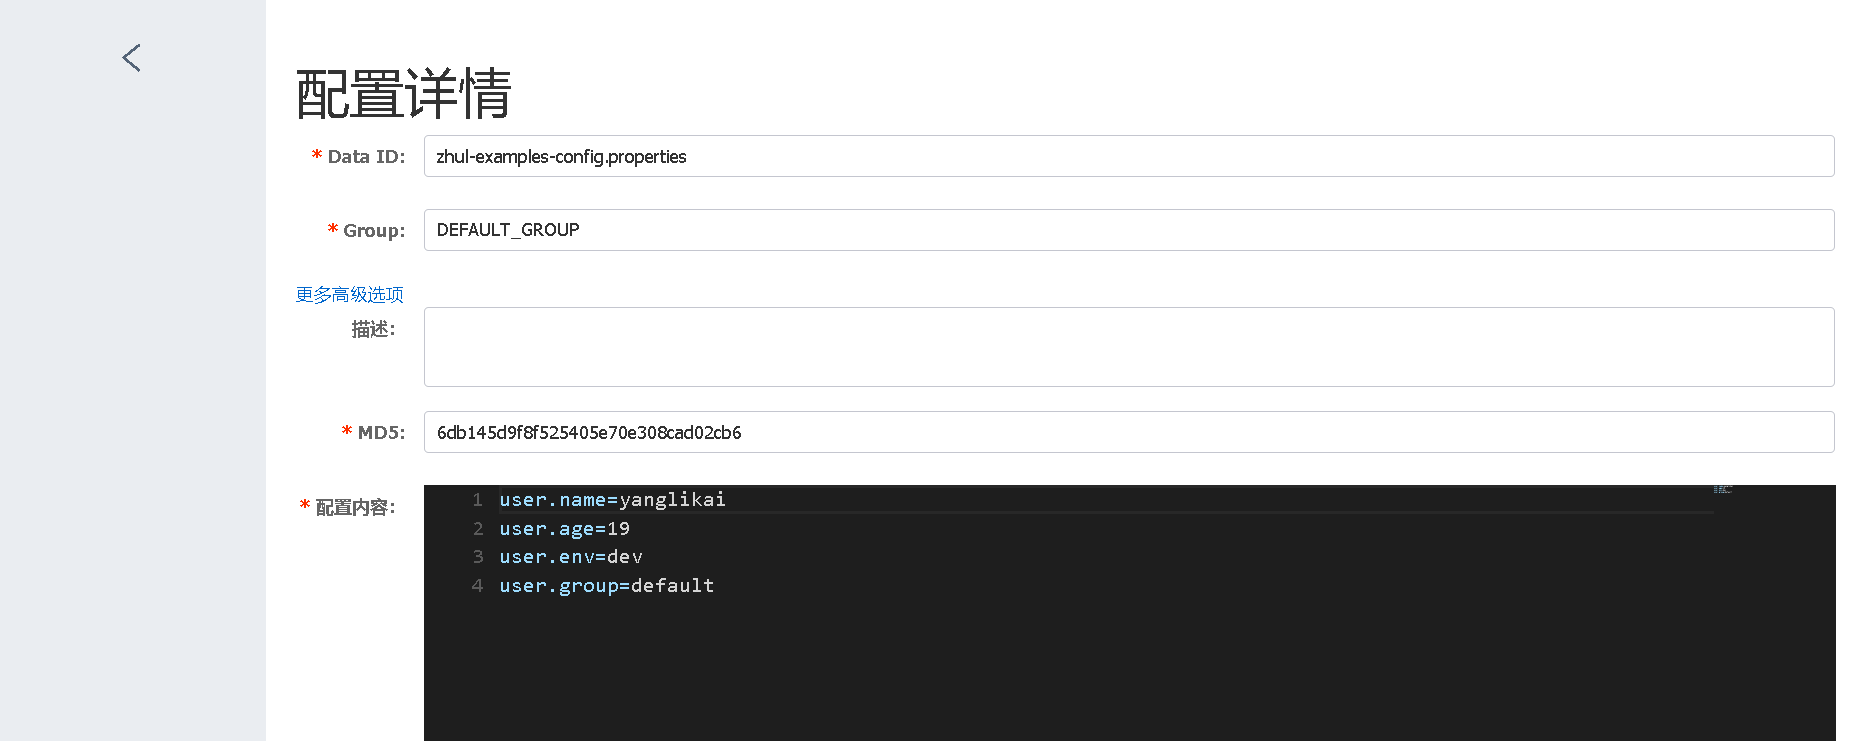 配置详情
* Data ID: zhul-examples-config.properties
* Group: DEFAULT_GROUP
更多高级选项
描述:
* MD5: 6db145d9f8f525405e70e308cad02cb6
* 配置内容:
1 user.name=yanglikai
2 user.age=19
3 user.env=dev
4 user.group=default